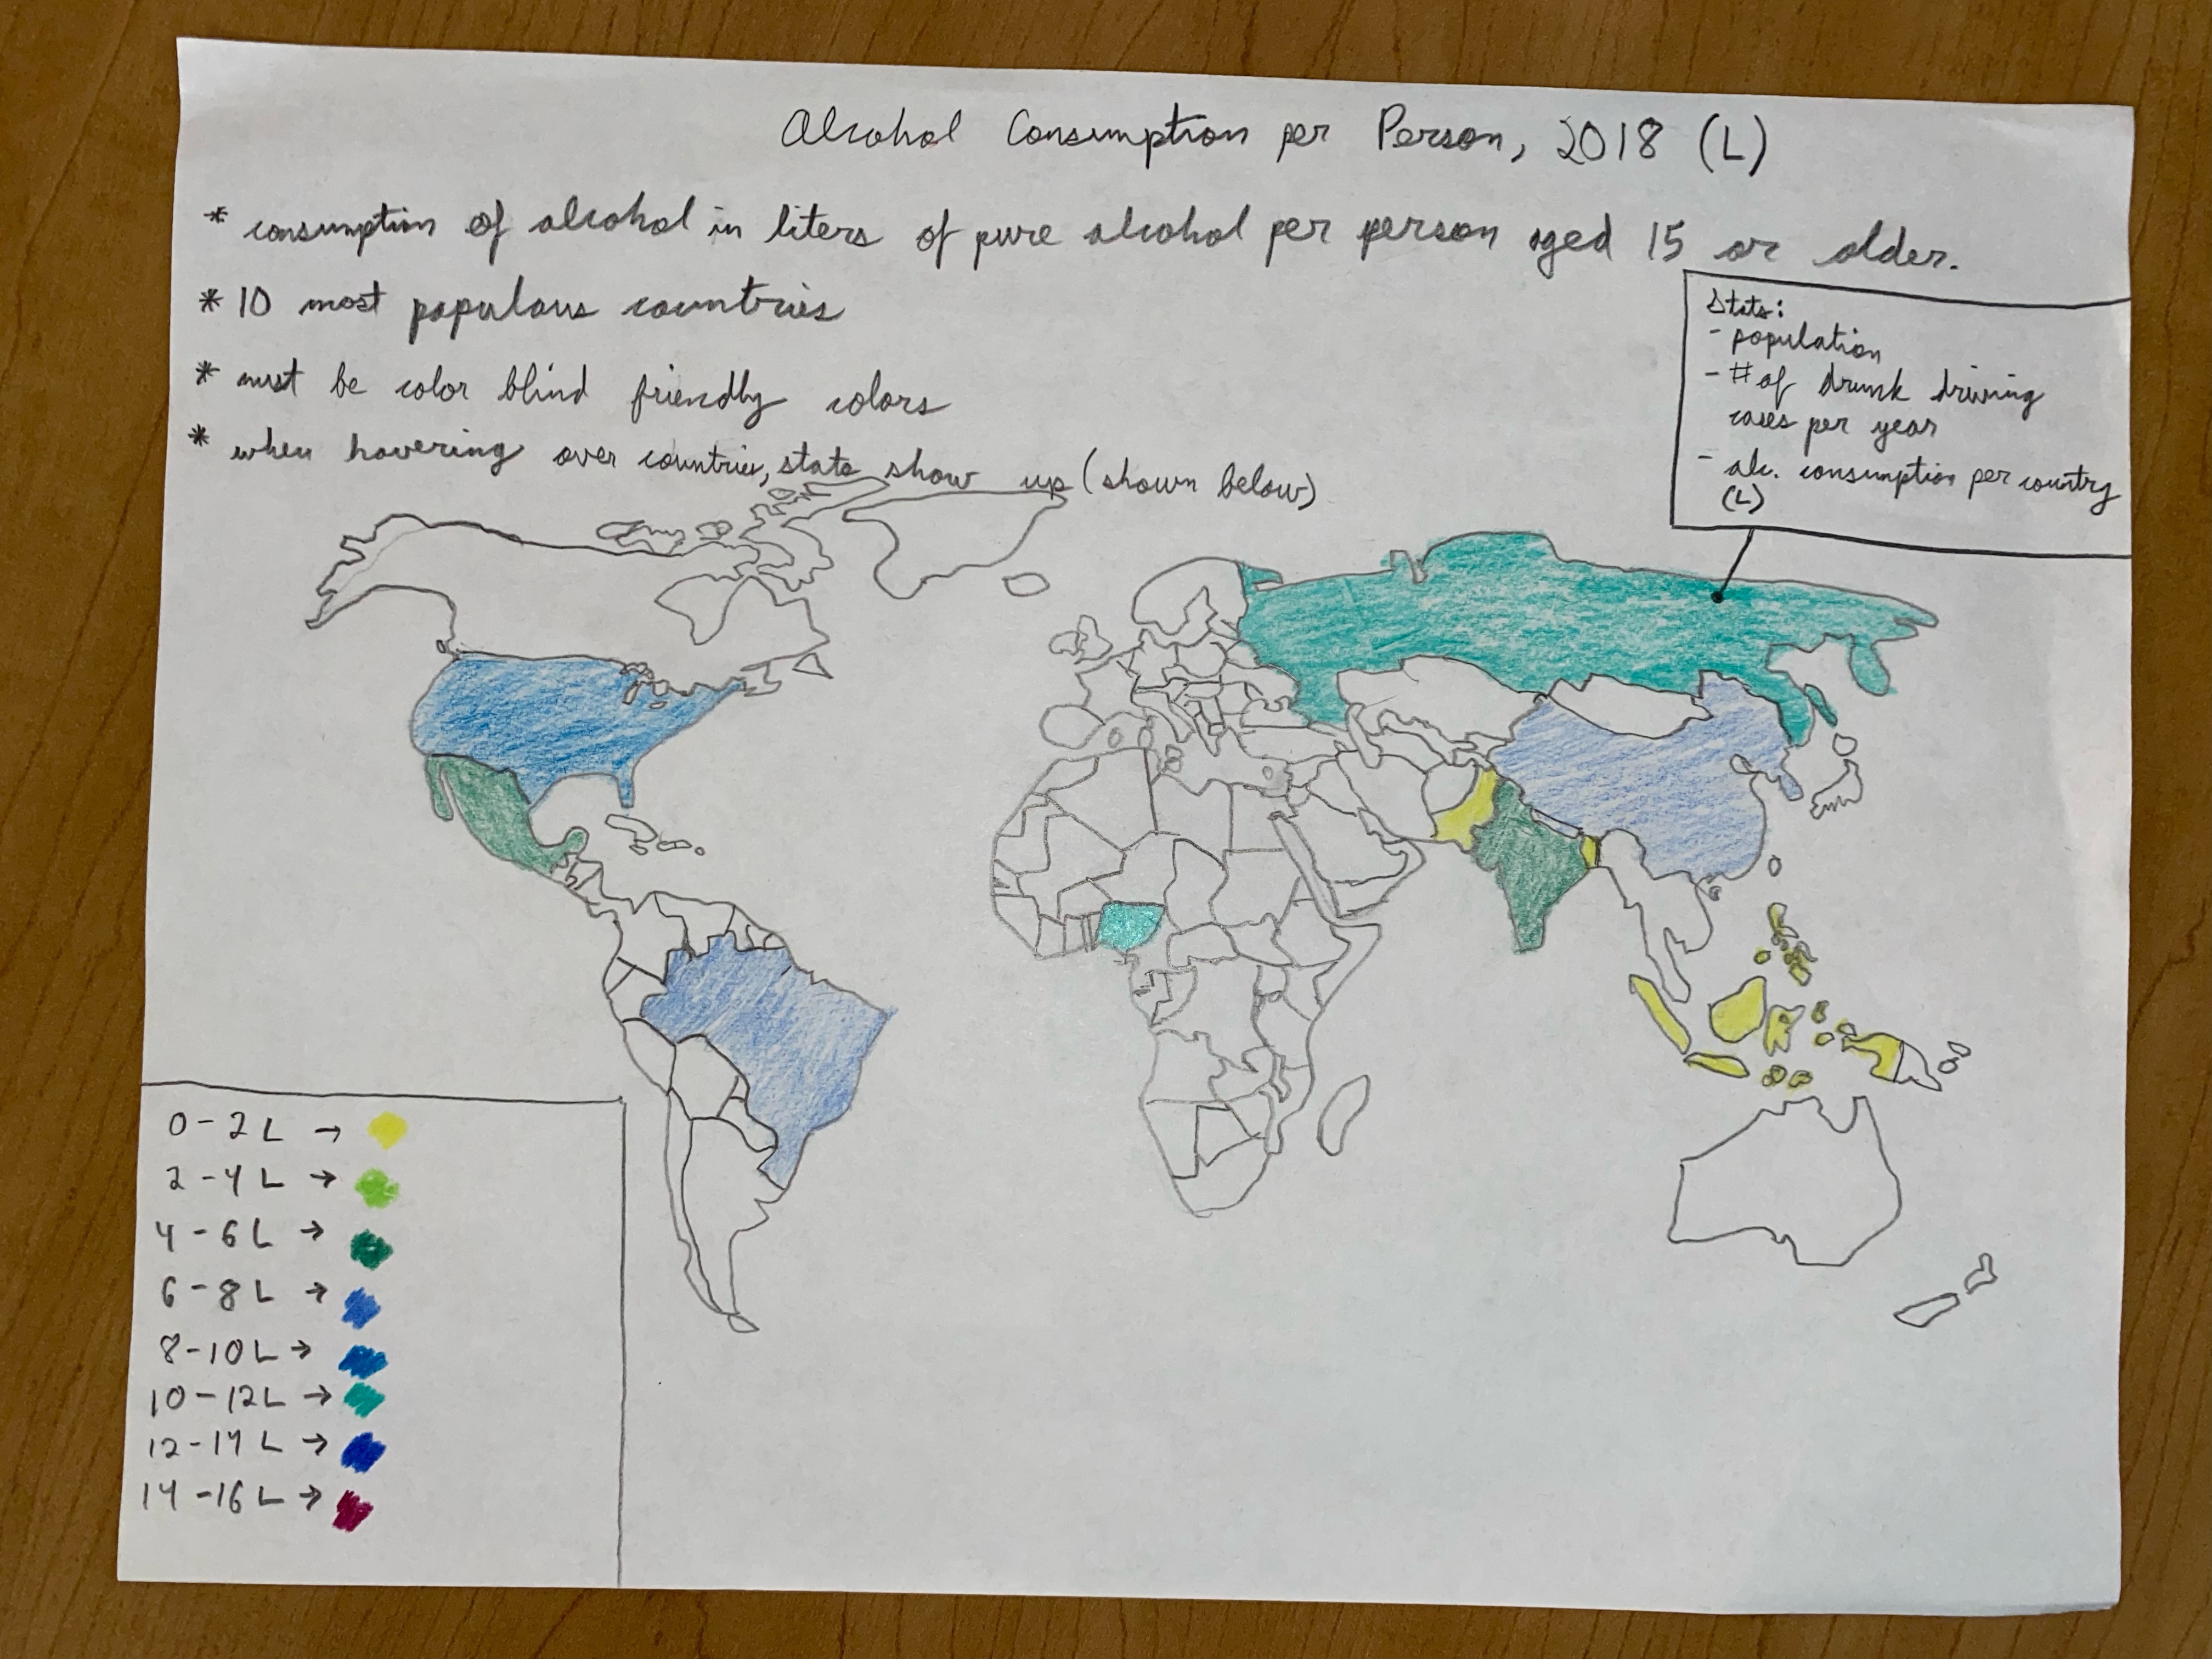 Alcohol Consumption per Person, 2018 (L)
* consumption of alcohol in liters of pure alcohol per person aged 15 or older.
* 10 most populous countries
* must be color blind friendly colors
* when hovering over countries, stats show up (shown below)
Stats:
- population
- # of drunk driving
cases per year
- alc. consumption per country
(L)
0-2L →
2-4L →
4-6L →
6-8L →
8-10L →
10-12L →
12-14L →
14-16L →